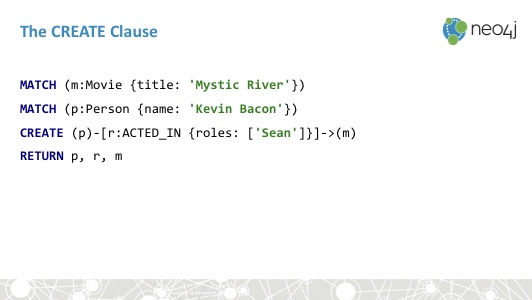 The CREATE Clause
neo4j
MATCH (m:Movie {title: 'Mystic River'})
MATCH (p:Person {name: 'Kevin Bacon'})
CREATE (p)-[r:ACTED_IN {roles: ['Sean']}]->(m)
RETURN p, r, m